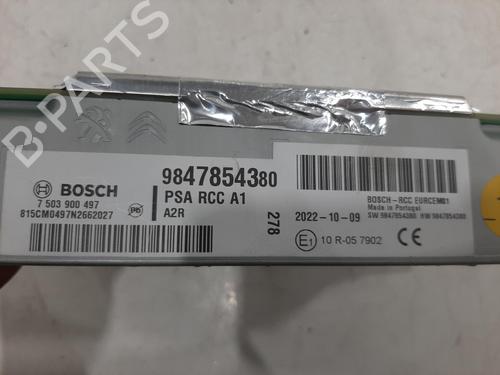 B-PARTS
BOSCH
7 503 900 497
815CM0497N2662027
9847854380
PSA RCC A1
A2R
278
2022-10-09
E1 10 R-05 7902 CE
BOSCH-RCC EURCEM01
Made in Portugal
SW 9847854380 HW 9847854380